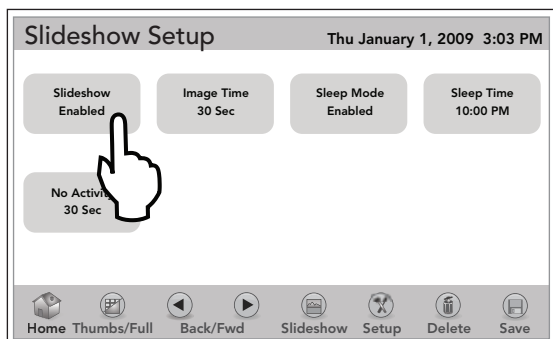 Slideshow Setup
Thu January 1, 2009 3:03 PM
Slideshow
Enabled
Image Time
30 Sec
Sleep Mode
Enabled
Sleep Time
10:00 PM
No
30 Sec
Home Thumbs/Full Back/Fwd Slideshow Setup Delete Save